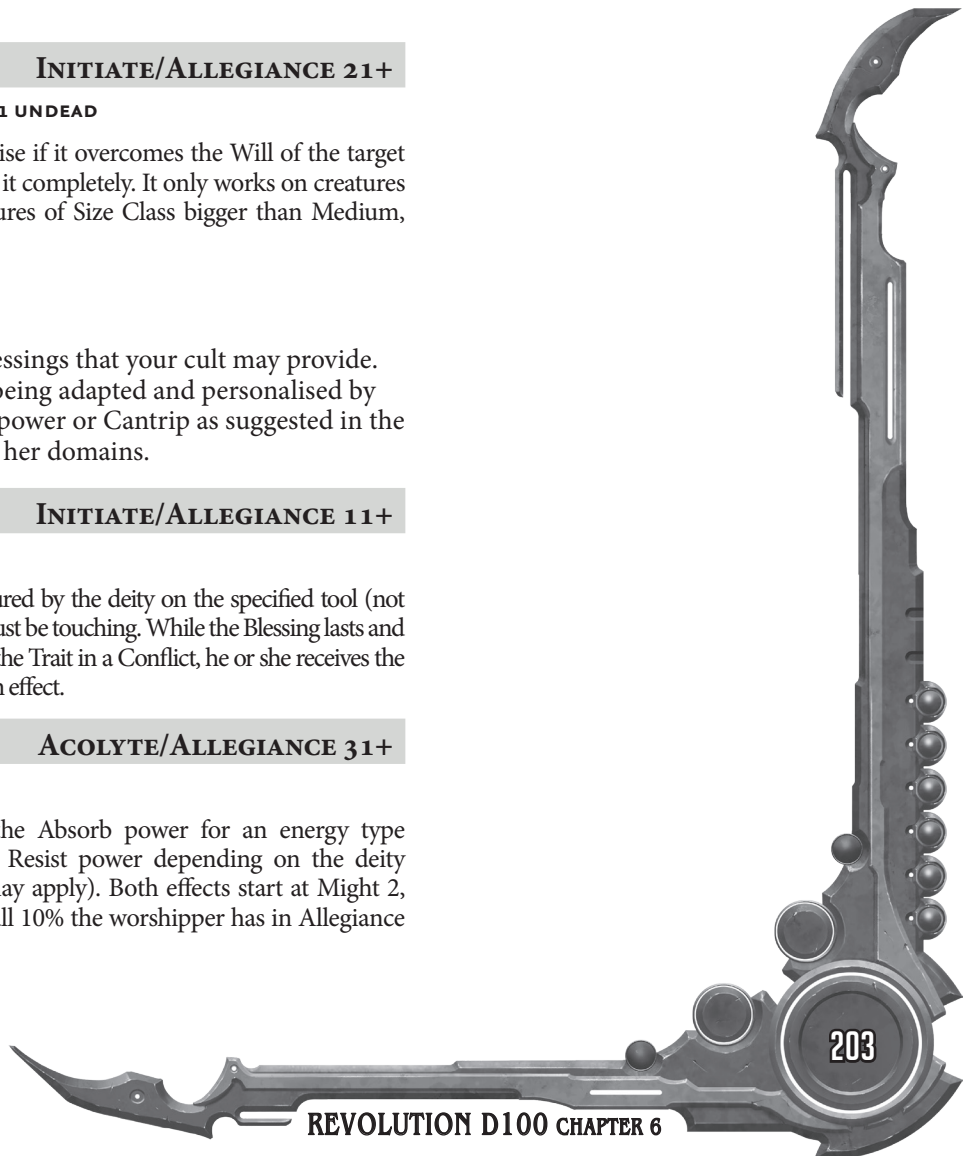 Initiate/Allegiance 21+
1 UNDEAD
ise if it overcomes the Will of the target
it completely. It only works on creatures
ures of Size Class bigger than Medium,
essings that your cult may provide.
being adapted and personalised by
power or Cantrip as suggested in the
her domains.
Initiate/Allegiance 11+
ured by the deity on the specified tool (not
ust be touching. While the Blessing lasts and
the Trait in a Conflict, he or she receives the
n effect.
Acolyte/Allegiance 31+
he Absorb power for an energy type
Resist power depending on the deity
ay apply). Both effects start at Might 2,
ull 10% the worshipper has in Allegiance
203
REVOLUTION D100 CHAPTER 6